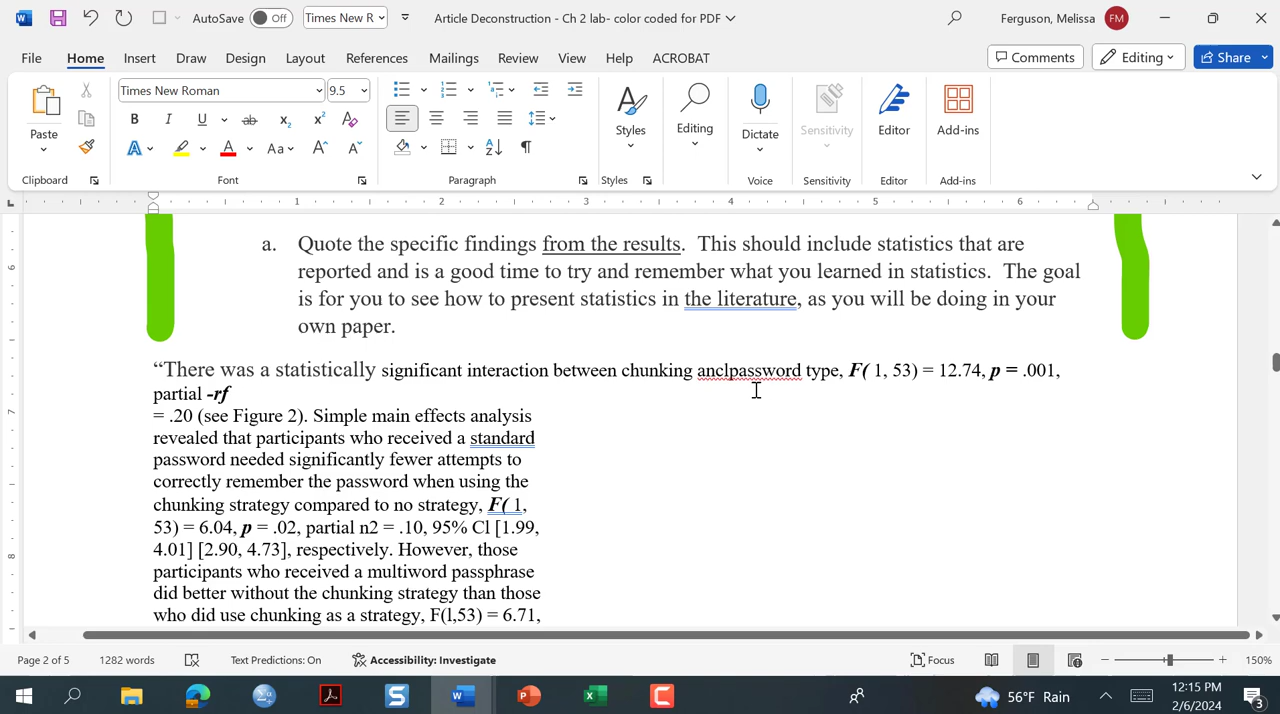 AutoSave Off Times New R Article Deconstruction - Ch 2 lab- color coded for PDF Ferguson, Melissa FM
File Home Insert Draw Design Layout References Mailings Review View Help ACROBAT Comments Editing Share
Times New Roman 9.5
Paste Styles Editing Dictate Sensitivity Editor Add-ins
Clipboard Font Paragraph Styles Voice Sensitivity Editor Add-ins
1 2 3 4 5 6
a. Quote the specific findings from the results. This should include statistics that are
reported and is a good time to try and remember what you learned in statistics. The goal
is for you to see how to present statistics in the literature, as you will be doing in your
own paper.
“There was a statistically significant interaction between chunking anclpassword type, F( 1, 53) = 12.74, p = .001,
partial -rf
= .20 (see Figure 2). Simple main effects analysis
revealed that participants who received a standard
password needed significantly fewer attempts to
correctly remember the password when using the
chunking strategy compared to no strategy, F( 1,
53) = 6.04, p = .02, partial n2 = .10, 95% Cl [1.99,
4.01] [2.90, 4.73], respectively. However, those
participants who received a multiword passphrase
did better without the chunking strategy than those
who did use chunking as a strategy, F(l,53) = 6.71,
6
7
8
Page 2 of 5 1282 words Text Predictions: On Accessibility: Investigate Focus 150%
56°F Rain 12:15 PM
2/6/2024 3